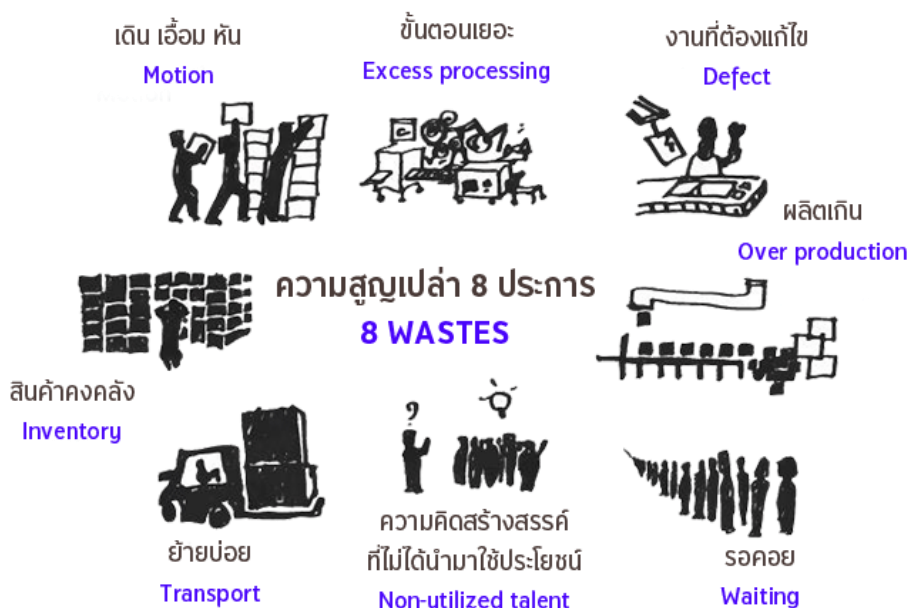 เดิน เอื้อม หัน
Motion
ขั้นตอนเยอะ
Excess processing
งานที่ต้องแก้ไข
Defect
ผลิตเกิน
Over production
ความสูญเปล่า 8 ประการ
8 WASTES
สินค้าคงคลัง
Inventory
ย้ายบ่อย
Transport
?
ความคิดสร้างสรรค์
ที่ไม่ได้นำมาใช้ประโยชน์
Non-utilized talent
รอคอย
Waiting